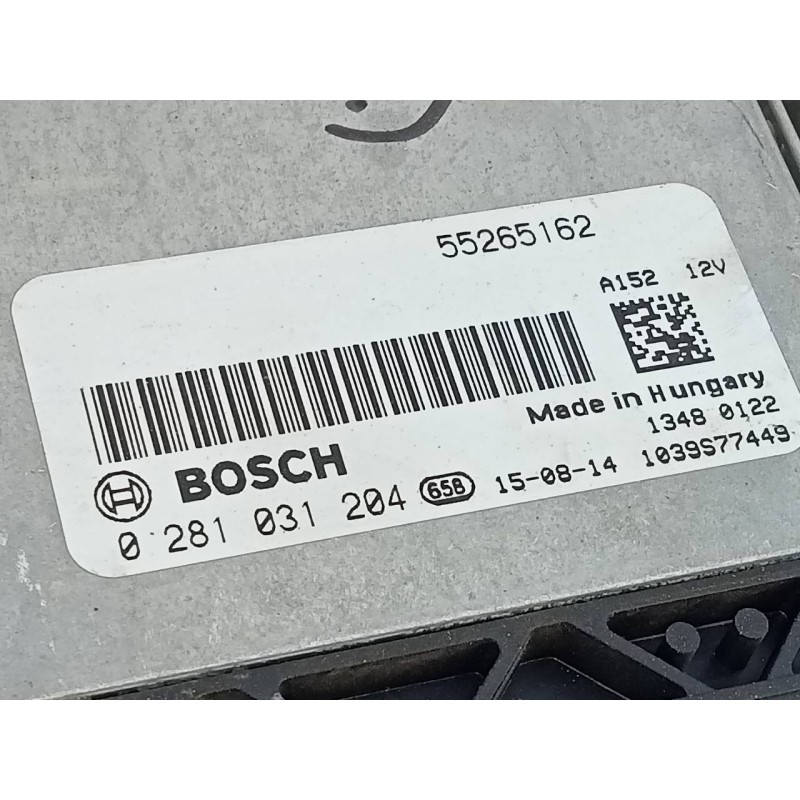 55265162
A152 12V
Made in Hungary
1348 0122
BOSCH
0 281 031 204 658 15-08-14 1039S77449